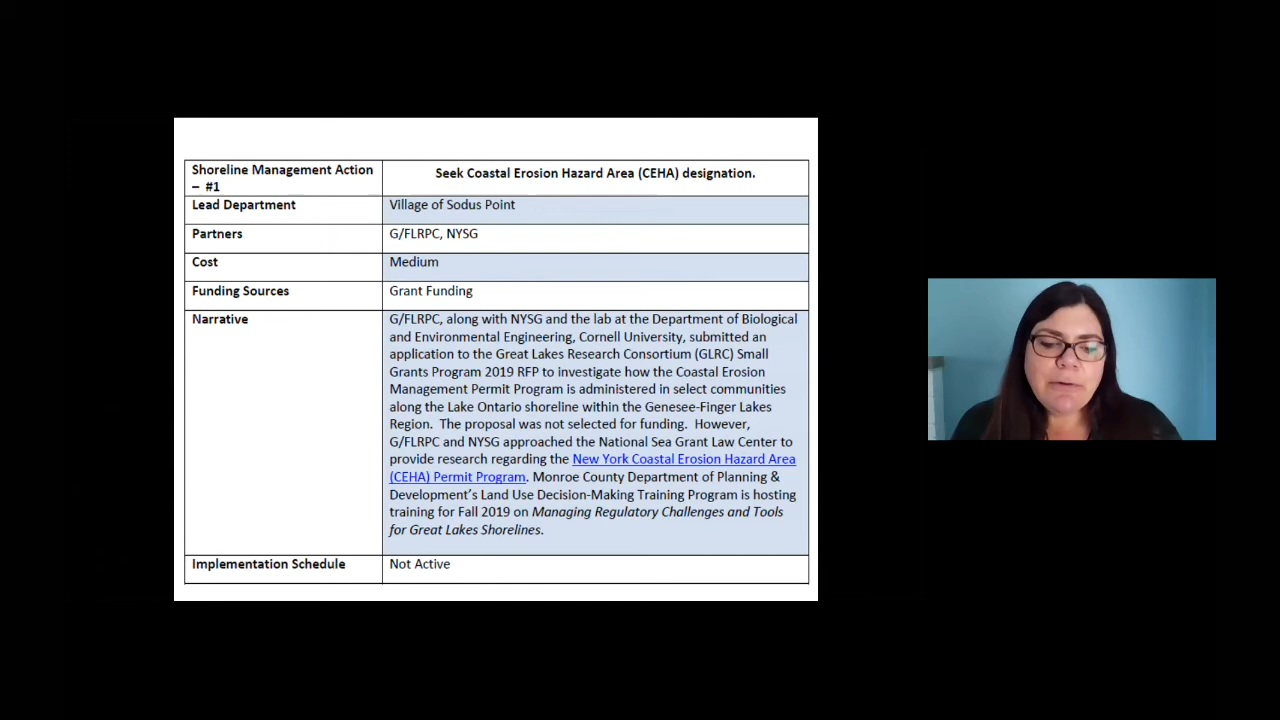 Shoreline Management Action
– #1
Seek Coastal Erosion Hazard Area (CEHA) designation.
Lead Department
Village of Sodus Point
Partners
G/FLRPC, NYSG
Cost
Medium
Funding Sources
Grant Funding
Narrative
G/FLRPC, along with NYSG and the lab at the Department of Biological
and Environmental Engineering, Cornell University, submitted an
application to the Great Lakes Research Consortium (GLRC) Small
Grants Program 2019 RFP to investigate how the Coastal Erosion
Management Permit Program is administered in select communities
along the Lake Ontario shoreline within the Genesee-Finger Lakes
Region.  The proposal was not selected for funding.  However,
G/FLRPC and NYSG approached the National Sea Grant Law Center to
provide research regarding the New York Coastal Erosion Hazard Area
(CEHA) Permit Program. Monroe County Department of Planning &
Development’s Land Use Decision-Making Training Program is hosting
training for Fall 2019 on Managing Regulatory Challenges and Tools
for Great Lakes Shorelines.
Implementation Schedule
Not Active